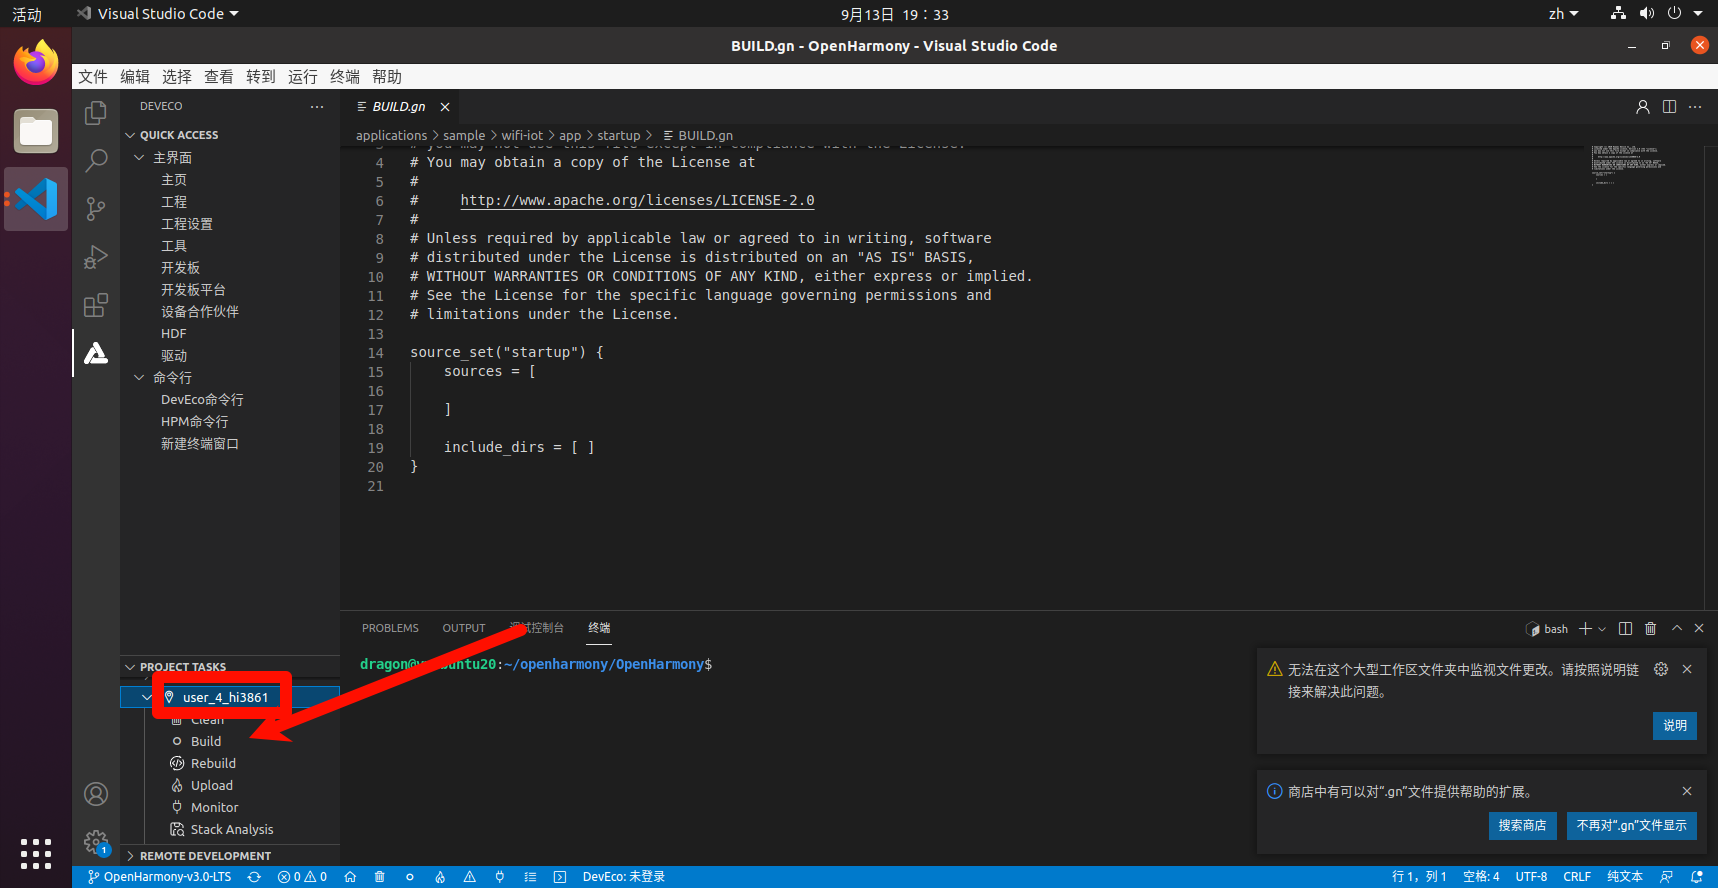 活动
Visual Studio Code
9月13日 19：33
zh
BUILD.gn - OpenHarmony - Visual Studio Code
文件 编辑 选择 查看 转到 运行 终端 帮助
DEVECO
QUICK ACCESS
主界面
主页
工程
工程设置
工具
开发板
开发板平台
设备合作伙伴
HDF
驱动
命令行
DevEco命令行
HPM命令行
新建终端窗口
PROJECT TASKS
user_4_hi3861
Clean
Build
Rebuild
Upload
Monitor
Stack Analysis
REMOTE DEVELOPMENT
BUILD.gn
applications > sample > wifi-iot > app > startup > BUILD.gn
3 # you may not use this file except in compliance with the License.
4 # You may obtain a copy of the License at
5 #
6 #     http://www.apache.org/licenses/LICENSE-2.0
7 #
8 # Unless required by applicable law or agreed to in writing, software
9 # distributed under the License is distributed on an "AS IS" BASIS,
10 # WITHOUT WARRANTIES OR CONDITIONS OF ANY KIND, either express or implied.
11 # See the License for the specific language governing permissions and
12 # limitations under the License.
13
14 source_set("startup") {
15     sources = [
16
17     ]
18
19     include_dirs = [ ]
20 }
21
PROBLEMS OUTPUT 调试控制台 终端
bash
:~/openharmony/OpenHarmony$
无法在这个大型工作区文件夹中监视文件更改。请按照说明链
接来解决此问题。
说明
商店中有可以对“.gn”文件提供帮助的扩展。
搜索商店 不再对“.gn”文件显示
1
OpenHarmony-v3.0-LTS 0 0 DevEco: 未登录 行 1，列 1 空格: 4 UTF-8 CRLF 纯文本